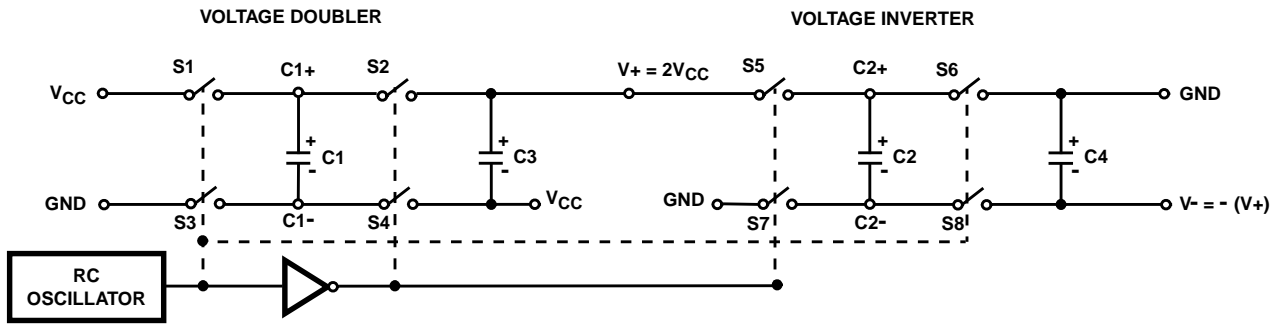 VOLTAGE DOUBLER
VOLTAGE INVERTER
S1
C1+
S2
V+ = 2VCC
S5
C2+
S6
VCC
GND
+
C1
-
+
C3
-
+
C2
-
+
C4
-
GND
S3
C1-
S4
VCC
GND
S7
C2-
S8
V- = - (V+)
RC
OSCILLATOR